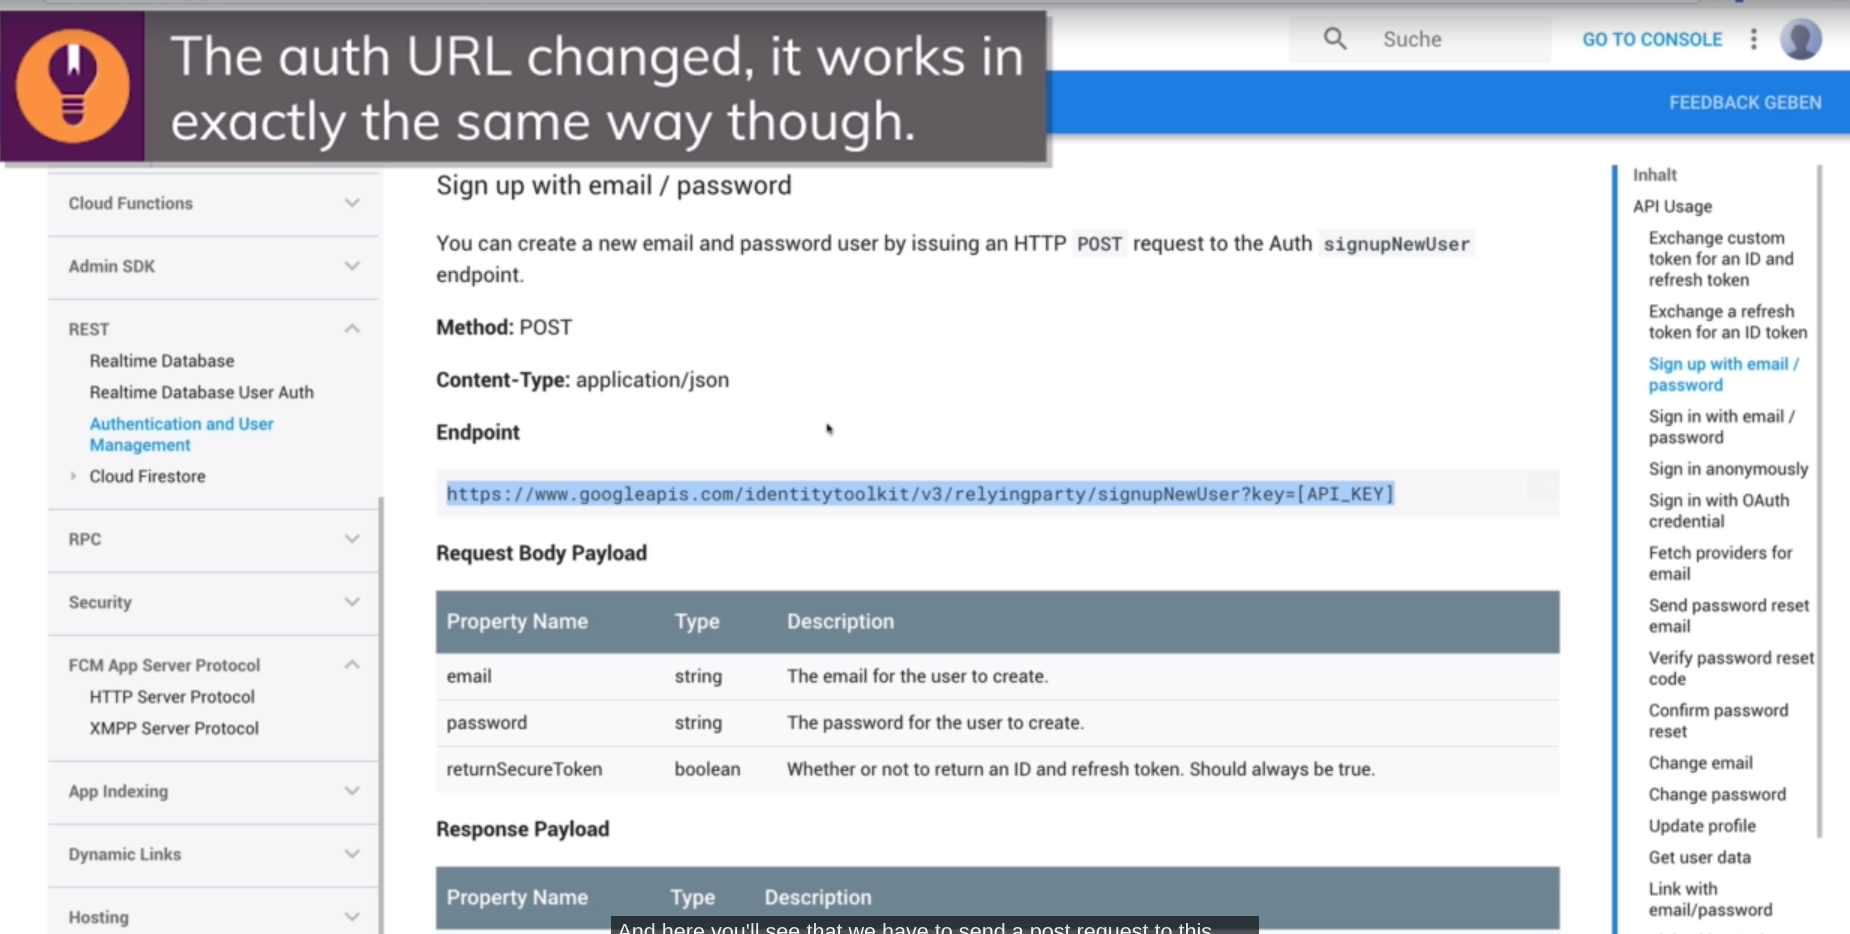 The auth URL changed, it works in
exactly the same way though.
Suche
GO TO CONSOLE
FEEDBACK GEBEN
Cloud Functions
Admin SDK
REST
Realtime Database
Realtime Database User Auth
Authentication and User
Management
Cloud Firestore
RPC
Security
FCM App Server Protocol
HTTP Server Protocol
XMPP Server Protocol
App Indexing
Dynamic Links
Hosting
Sign up with email / password
You can create a new email and password user by issuing an HTTP POST request to the Auth signupNewUser
endpoint.
Method: POST
Content-Type: application/json
Endpoint
https://www.googleapis.com/identitytoolkit/v3/relyingparty/signupNewUser?key=[API_KEY]
Request Body Payload
Property Name Type Description
email string The email for the user to create.
password string The password for the user to create.
returnSecureToken boolean Whether or not to return an ID and refresh token. Should always be true.
Response Payload
Property Name Type Description
And here you'll see that we have to send a post request to this
Inhalt
API Usage
Exchange custom
token for an ID and
refresh token
Exchange a refresh
token for an ID token
Sign up with email /
password
Sign in with email /
password
Sign in anonymously
Sign in with OAuth
credential
Fetch providers for
email
Send password reset
email
Verify password reset
code
Confirm password
reset
Change email
Change password
Update profile
Get user data
Link with
email/password